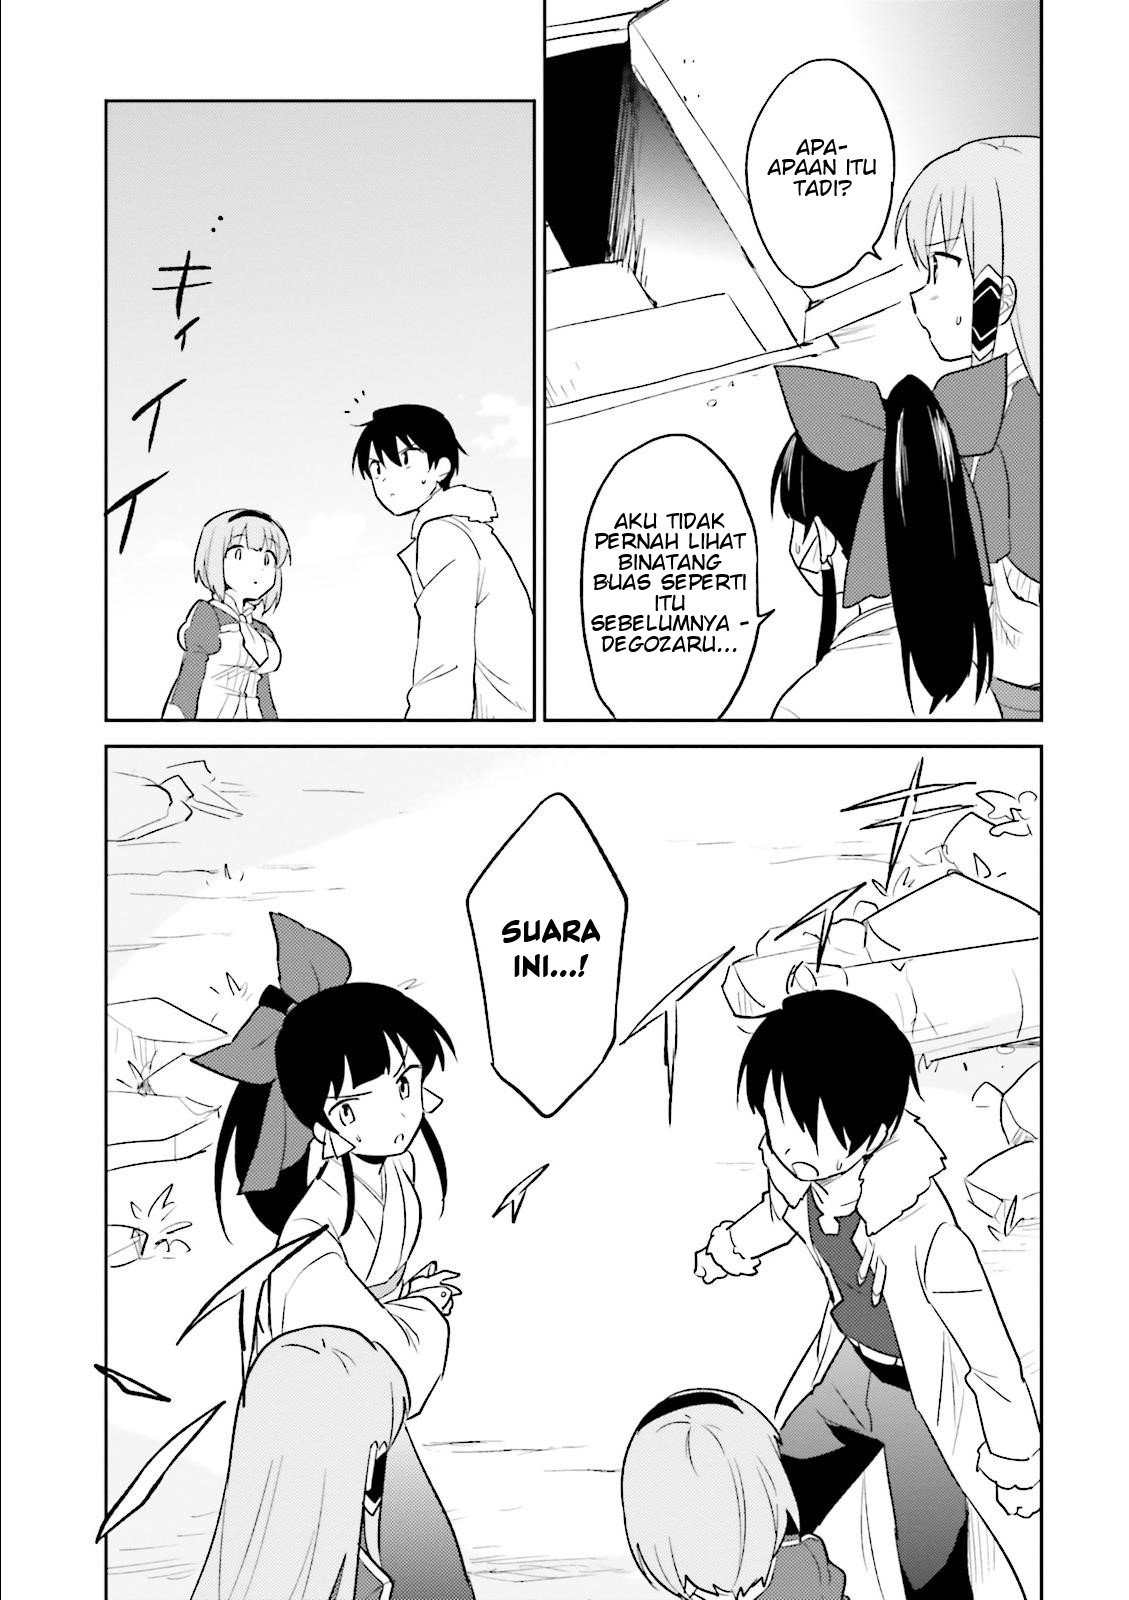 APA-
APAAN ITU
TADI?
AKU TIDAK
PERNAH LIHAT
BINATANG
BUAS SEPERTI
ITU
SEBELUMNYA -
DEGOZARU...
キィイイ
SUARA
INI...!